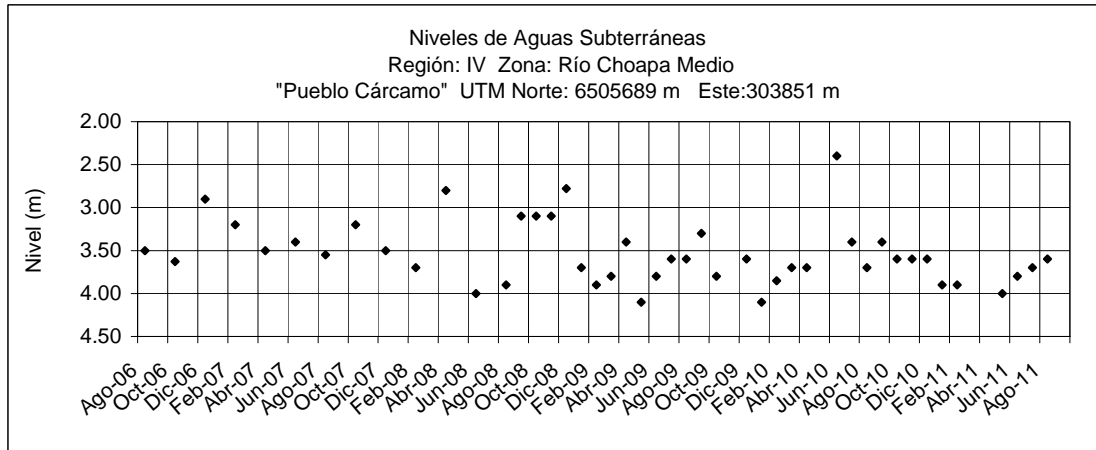 Niveles de Aguas Subterráneas
Región: IV  Zona: Río Choapa Medio
"Pueblo Cárcamo"  UTM Norte: 6505689 m   Este:303851 m
Nivel (m)
2.00
2.50
3.00
3.50
4.00
4.50
Ago-06
Oct-06
Dic-06
Feb-07
Abr-07
Jun-07
Ago-07
Oct-07
Dic-07
Feb-08
Abr-08
Jun-08
Ago-08
Oct-08
Dic-08
Feb-09
Abr-09
Jun-09
Ago-09
Oct-09
Dic-09
Feb-10
Abr-10
Jun-10
Ago-10
Oct-10
Dic-10
Feb-11
Abr-11
Jun-11
Ago-11